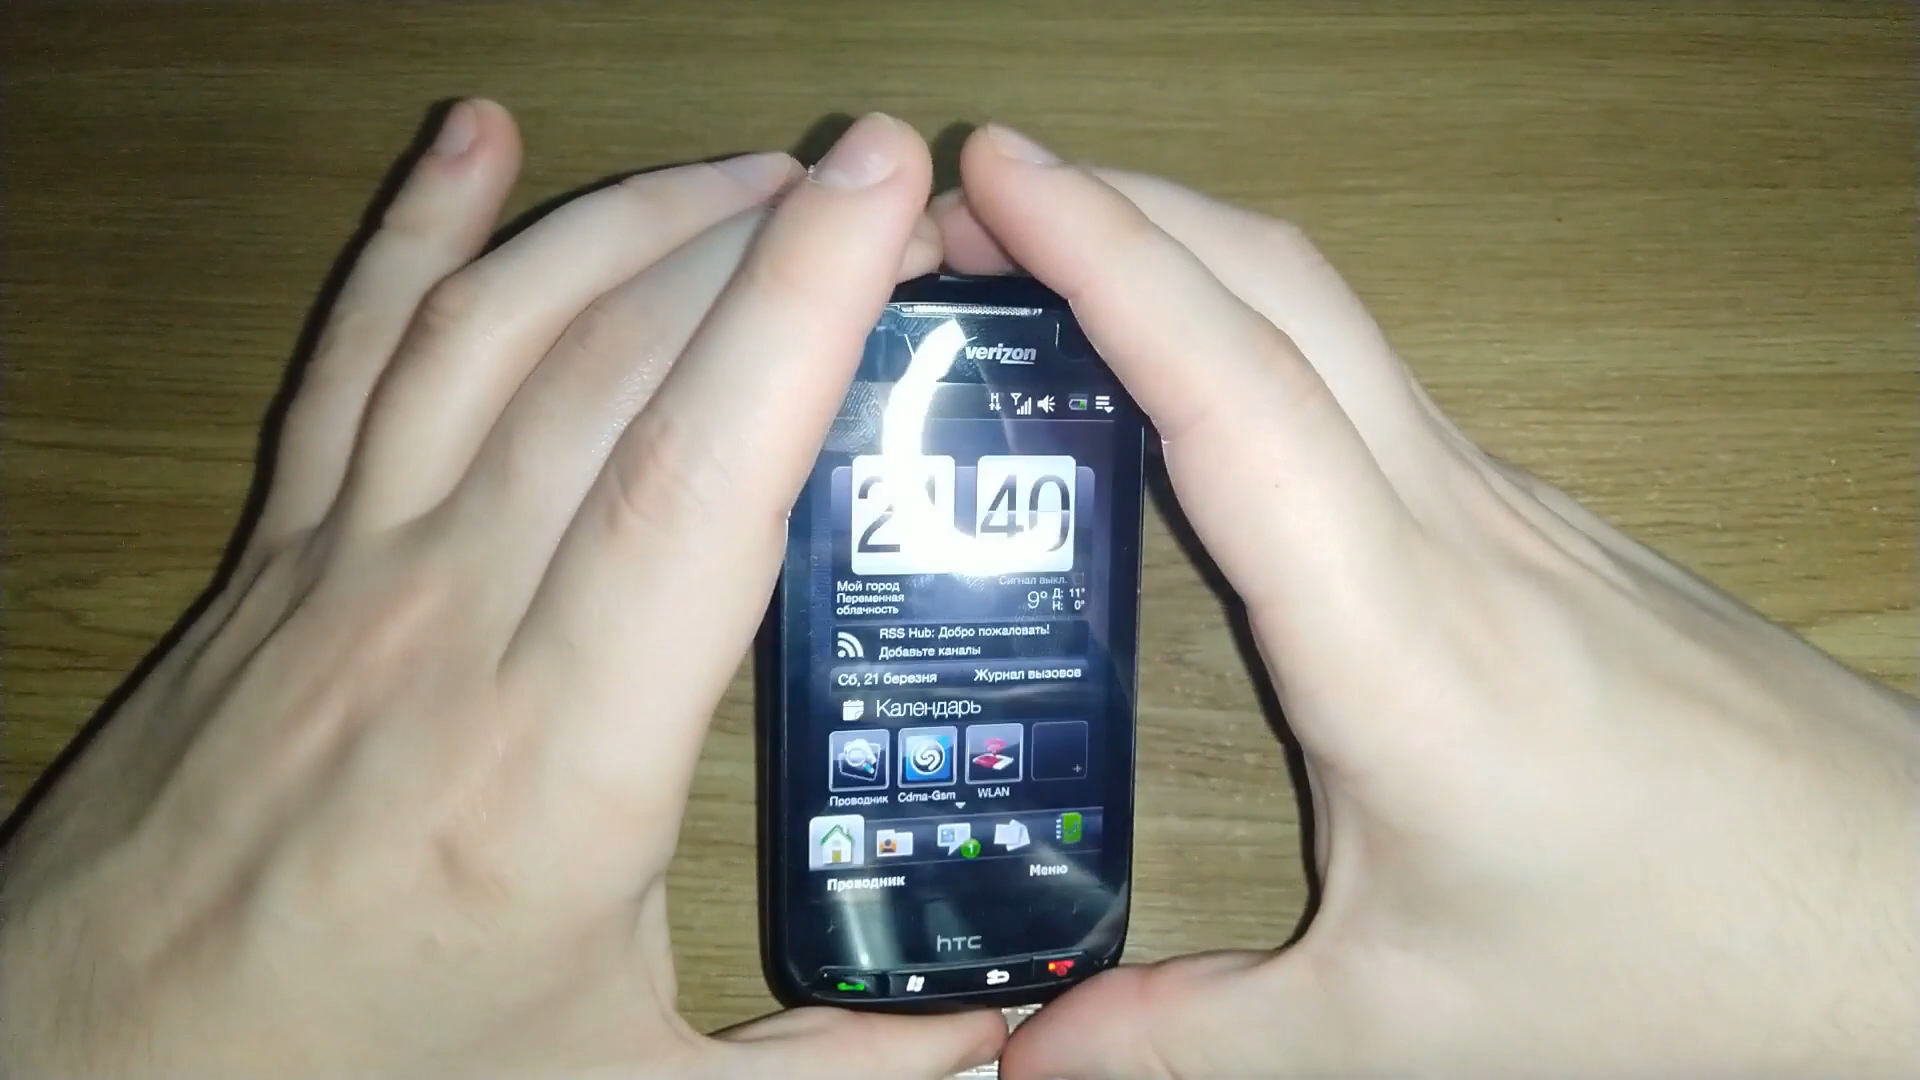 verizon
H
40
Мой город
Сигнал выкл.
Переменная
облачность
9° Д: 11°
Н: 0°
RSS Hub: Добро пожаловать!
Добавьте каналы
Сб, 21 березня
Журнал вызовов
Календарь
Проводник
Cdma-Gsm
WLAN
1
Проводник
Меню
hTC